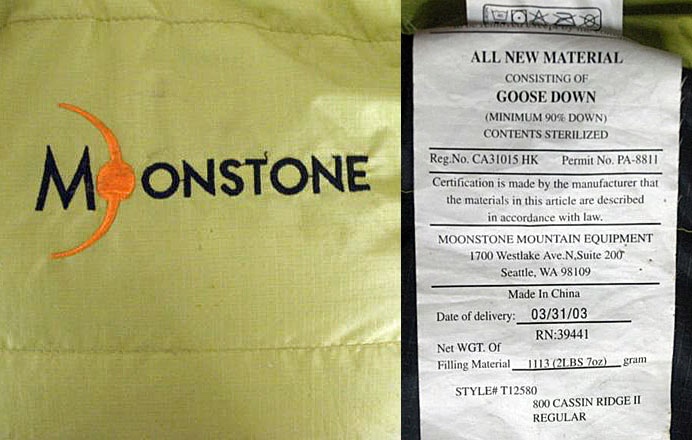 MOONSTONE
ALL NEW MATERIAL
CONSISTING OF
GOOSE DOWN
(MINIMUM 90% DOWN)
CONTENTS STERILIZED
Reg.No. CA31015 HK Permit No. PA-8811
Certification is made by the manufacturer that
the materials in this article are described
in accordance with law.
MOONSTONE MOUNTAIN EQUIPMENT
1700 Westlake Ave.N,Suite 200
Seattle, WA 98109
Made In China
Date of delivery: 03/31/03
RN:39441
Net WGT. Of
Filling Material 1113 (2LBS 7oz) gram
STYLE# T12580
800 CASSIN RIDGE II
REGULAR